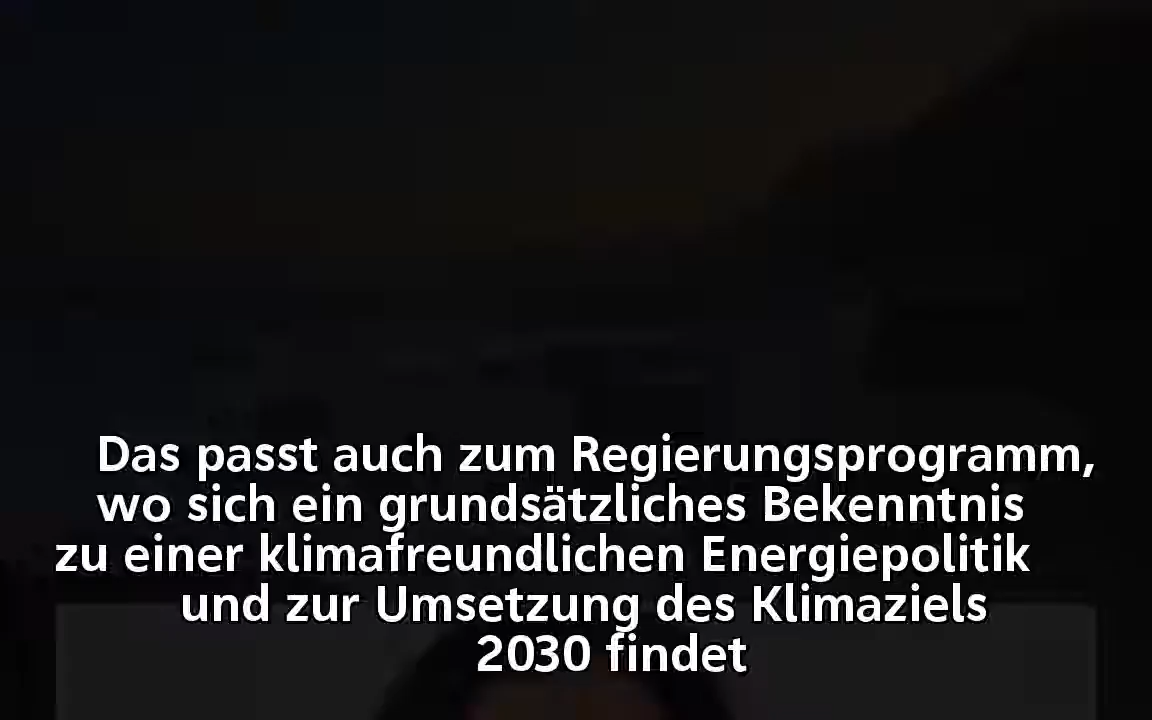 Das passt auch zum Regierungsprogramm,
wo sich ein grundsätzliches Bekenntnis
zu einer klimafreundlichen Energiepolitik
und zur Umsetzung des Klimaziels
2030 findet